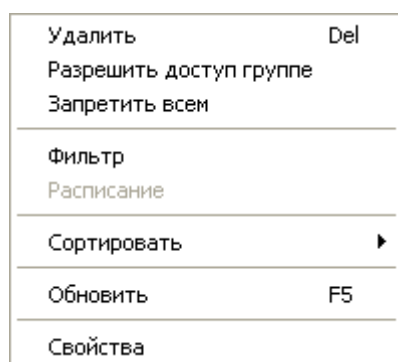 Удалить Del
Разрешить доступ группе
Запретить всем
Фильтр
Расписание
Сортировать
Обновить F5
Свойства